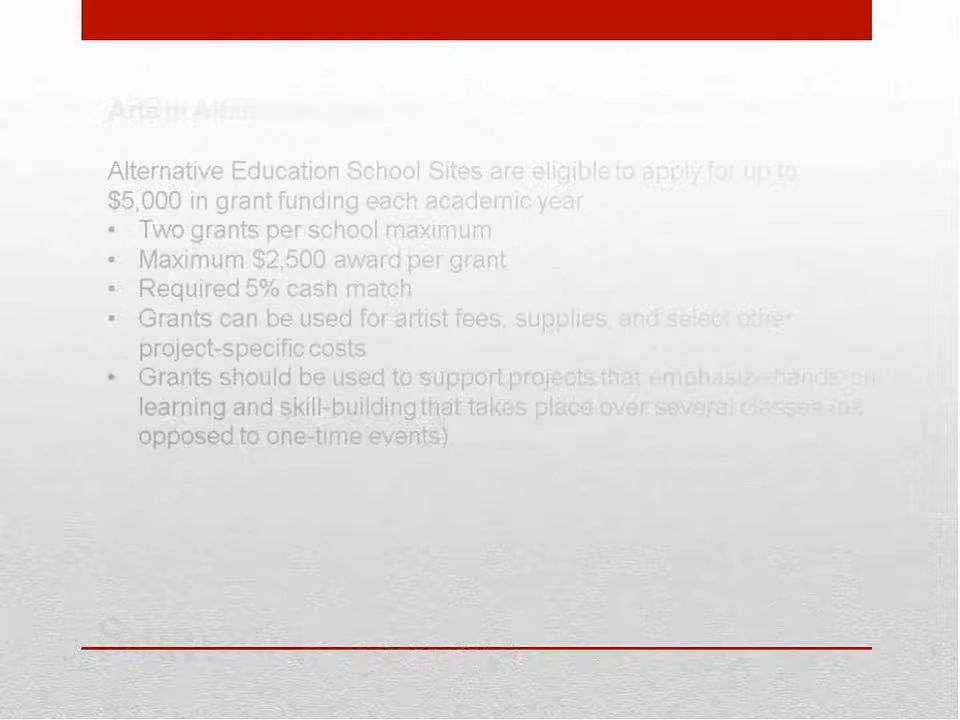 Arts in
Alternative Education School Sites are eligible to apply for up to
$5,000 in grant funding each academic year
• Two grants per school maximum
• Maximum $2,500 award per grant
• Required 5% cash match
• Grants can be used for artist fees, supplies, and select other
project-specific costs
• Grants should be used to support projects that emphasize hands-on
learning and skill-building that takes place over several classes (as
opposed to one-time events).